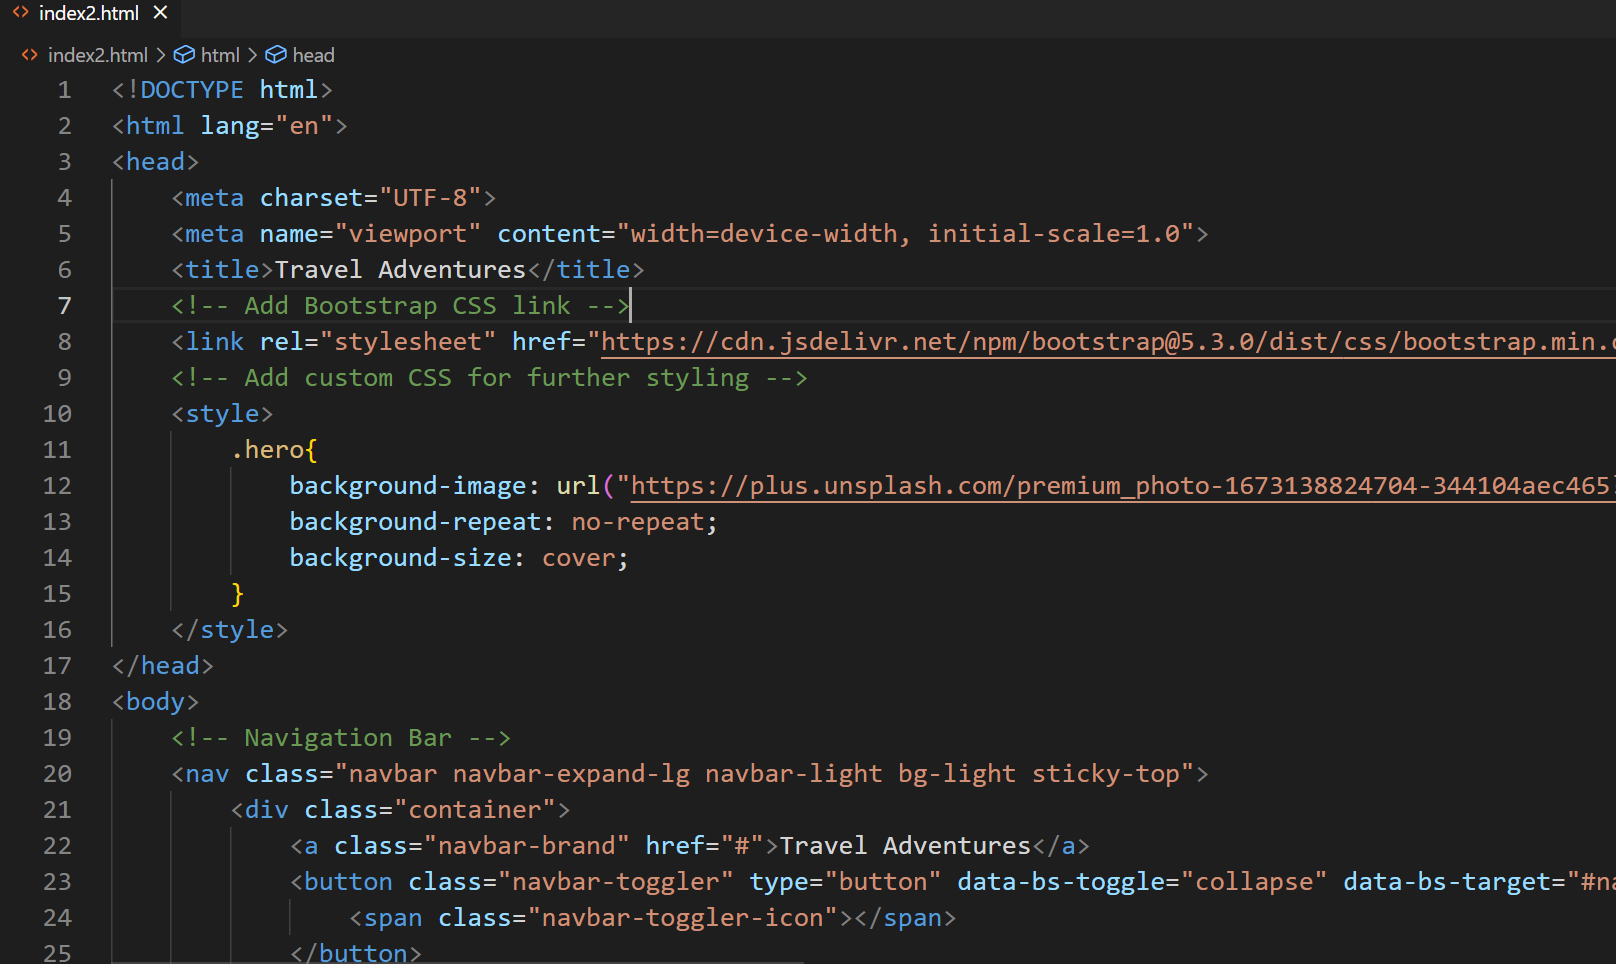 index2.html
index2.html > html > head
1 <!DOCTYPE html>
2 <html lang="en">
3 <head>
4 <meta charset="UTF-8">
5 <meta name="viewport" content="width=device-width, initial-scale=1.0">
6 <title>Travel Adventures</title>
7 <!-- Add Bootstrap CSS link -->
8 <link rel="stylesheet" href="https://cdn.jsdelivr.net/npm/bootstrap@5.3.0/dist/css/bootstrap.min.c
9 <!-- Add custom CSS for further styling -->
10 <style>
11 .hero{
12 background-image: url("https://plus.unsplash.com/premium_photo-1673138824704-344104aec465?
13 background-repeat: no-repeat;
14 background-size: cover;
15 }
16 </style>
17 </head>
18 <body>
19 <!-- Navigation Bar -->
20 <nav class="navbar navbar-expand-lg navbar-light bg-light sticky-top">
21 <div class="container">
22 <a class="navbar-brand" href="#">Travel Adventures</a>
23 <button class="navbar-toggler" type="button" data-bs-toggle="collapse" data-bs-target="#na
24 <span class="navbar-toggler-icon"></span>
25 </button>